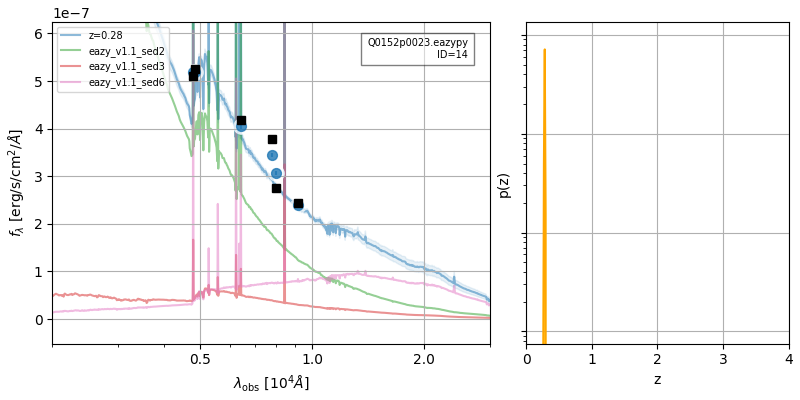 1e−7
z=0.28
eazy_v1.1_sed2
eazy_v1.1_sed3
eazy_v1.1_sed6
Q0152p0023.eazypy
ID=14
6
5
4
3
2
1
0
f_λ [erg/s/cm²/Å]
0.5
1.0
2.0
λ_obs [10⁴Å]
p(z)
0
1
2
3
4
z